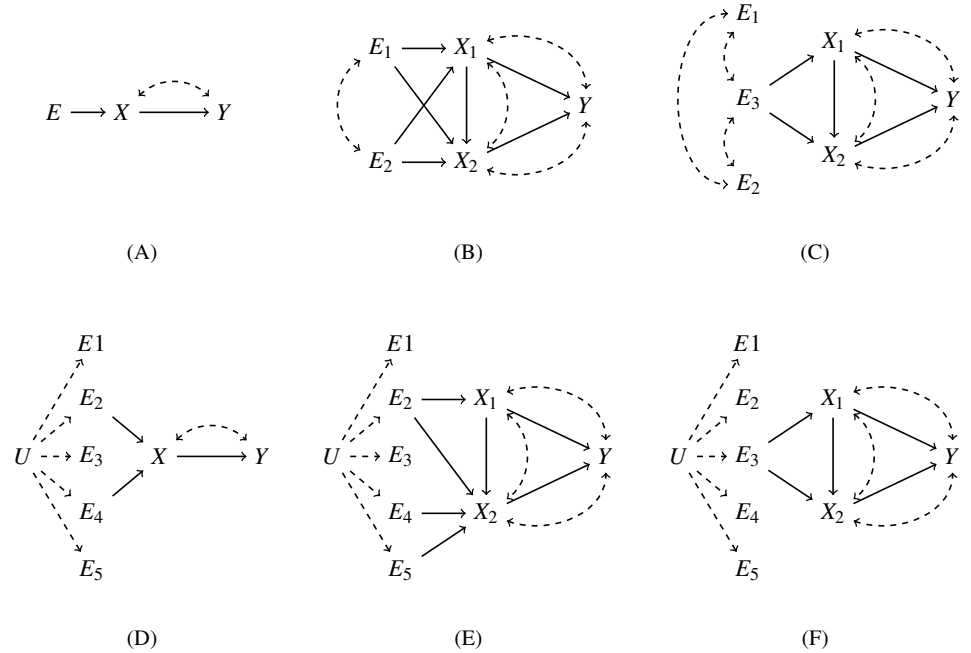 E X Y
E₁ E₂ X₁ X₂ Y
E₁ E₃ E₂ X₁ X₂ Y
(A) (B) (C)
U E1 E₂ E₃ E₄ E₅ X Y
U E1 E₂ E₃ E₄ E₅ X₁ X₂ Y
U E1 E₂ E₃ E₄ E₅ X₁ X₂ Y
(D) (E) (F)